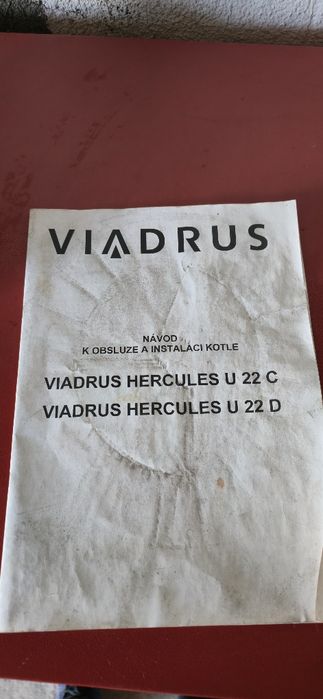 VIADRUS
NÁVOD
K OBSLUZE A INSTALACI KOTLE
VIADRUS HERCULES U 22 C
VIADRUS HERCULES U 22 D